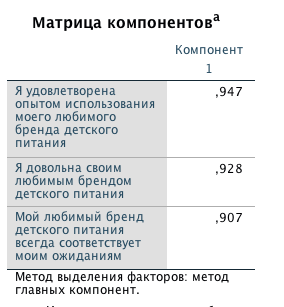 Матрица компонентовa
Компонент
1
Я удовлетворена
опытом использования
моего любимого
бренда детского
питания
,947
Я довольна своим
любимым брендом
детского питания
,928
Мой любимый бренд
детского питания
всегда соответствует
моим ожиданиям
,907
Метод выделения факторов: метод
главных компонент.